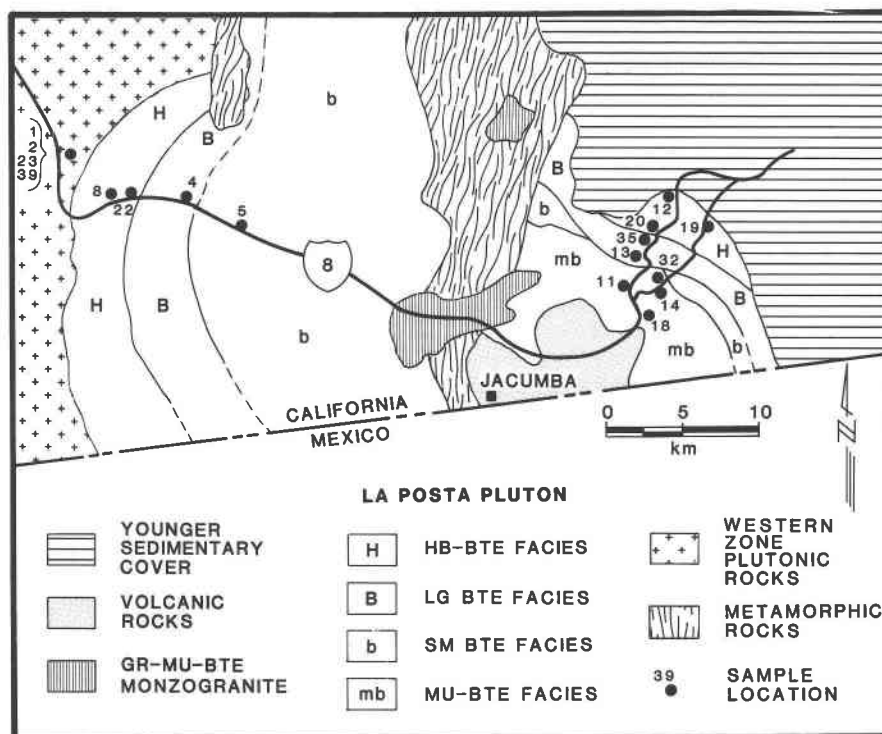 H
b
B
1
2
23
39
8
22
4
5
8
H
B
b
B
b
mb
12
20
35
13
19
H
32
11
14
B
18
mb
b
JACUMBA
CALIFORNIA
MEXICO
0 5 10
km
N
LA POSTA PLUTON
YOUNGER
SEDIMENTARY
COVER
VOLCANIC
ROCKS
GR-MU-BTE
MONZOGRANITE
H HB-BTE FACIES
B LG BTE FACIES
b SM BTE FACIES
mb MU-BTE FACIES
WESTERN
ZONE
PLUTONIC
ROCKS
METAMORPHIC
ROCKS
39 SAMPLE
LOCATION